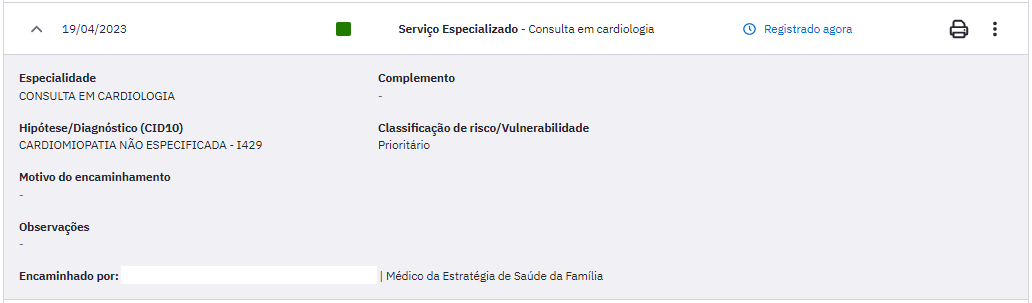 19/04/2023 Serviço Especializado - Consulta em cardiologia Registrado agora
Especialidade
CONSULTA EM CARDIOLOGIA
Complemento
-
Hipótese/Diagnóstico (CID10)
CARDIOMIOPATIA NÃO ESPECIFICADA - I429
Classificação de risco/Vulnerabilidade
Prioritário
Motivo do encaminhamento
-
Observações
-
Encaminhado por: | Médico da Estratégia de Saúde da Família